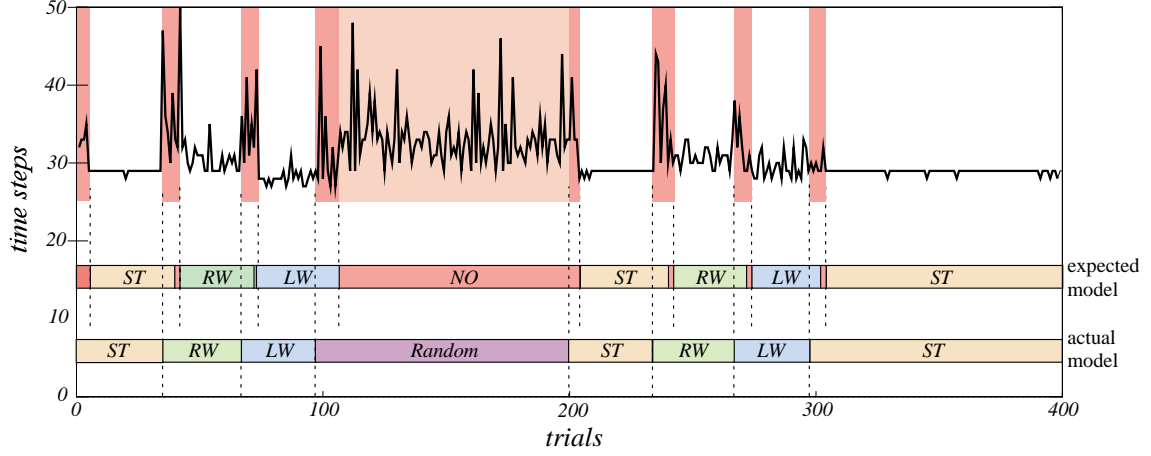 50
40
30
20
10
0
time steps
ST RW LW NO ST RW LW ST
expected
model
ST RW LW Random ST RW LW ST
actual
model
0 100 200 300 400
trials